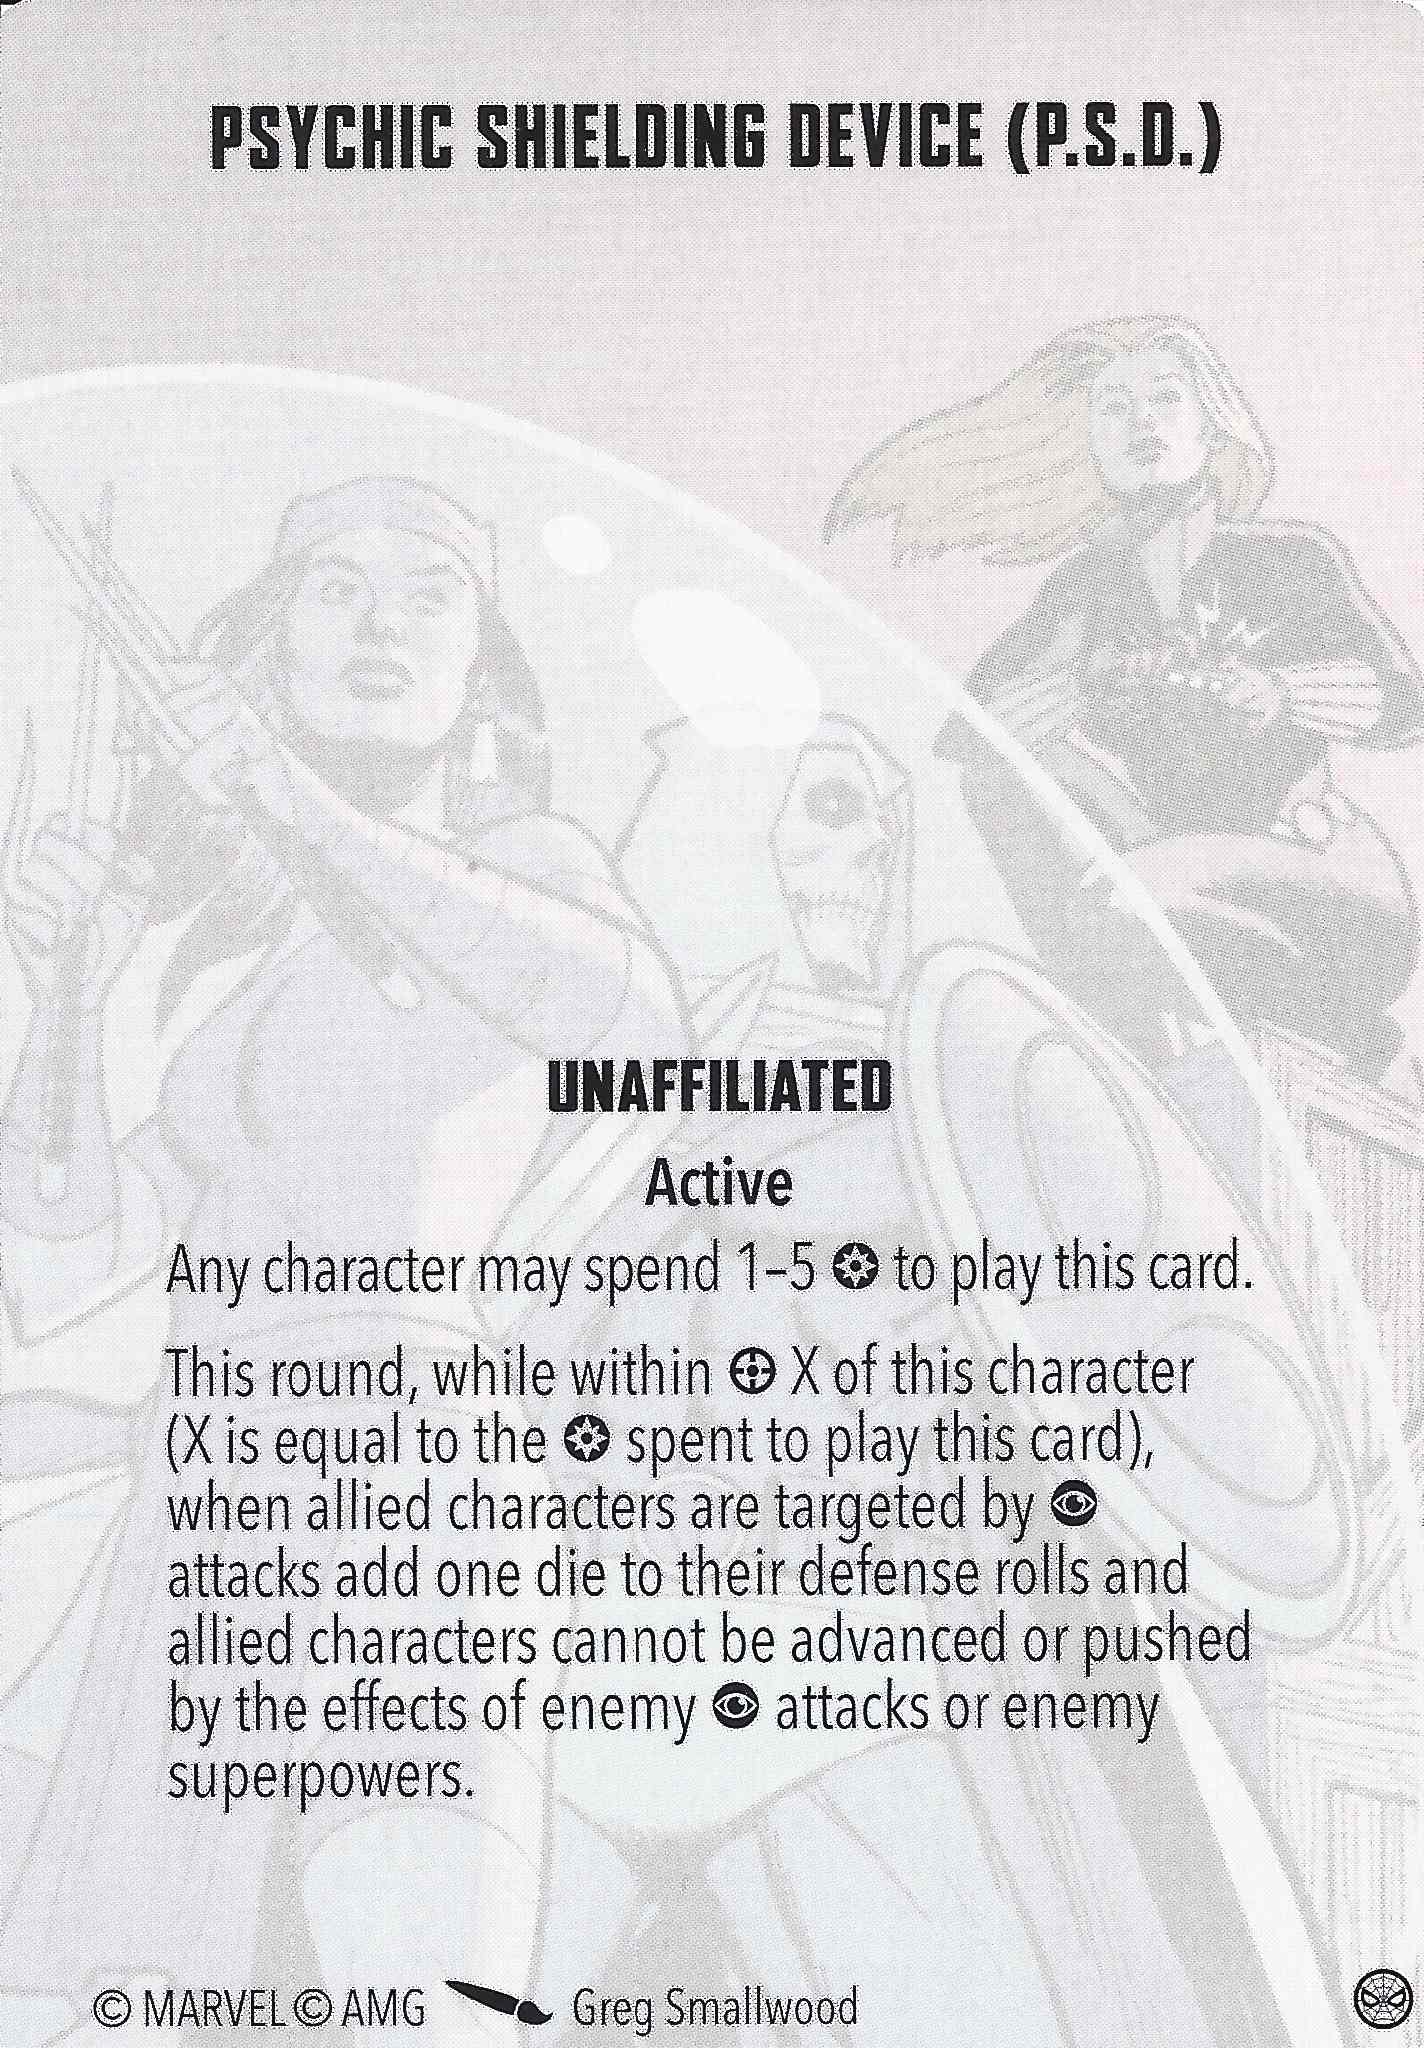 PSYCHIC SHIELDING DEVICE (P.S.D.)
UNAFFILIATED
Active
Any character may spend 1–5 to play this card.
This round, while within X of this character
(X is equal to the spent to play this card),
when allied characters are targeted by
attacks add one die to their defense rolls and
allied characters cannot be advanced or pushed
by the effects of enemy attacks or enemy
superpowers.
© MARVEL © AMG Greg Smallwood